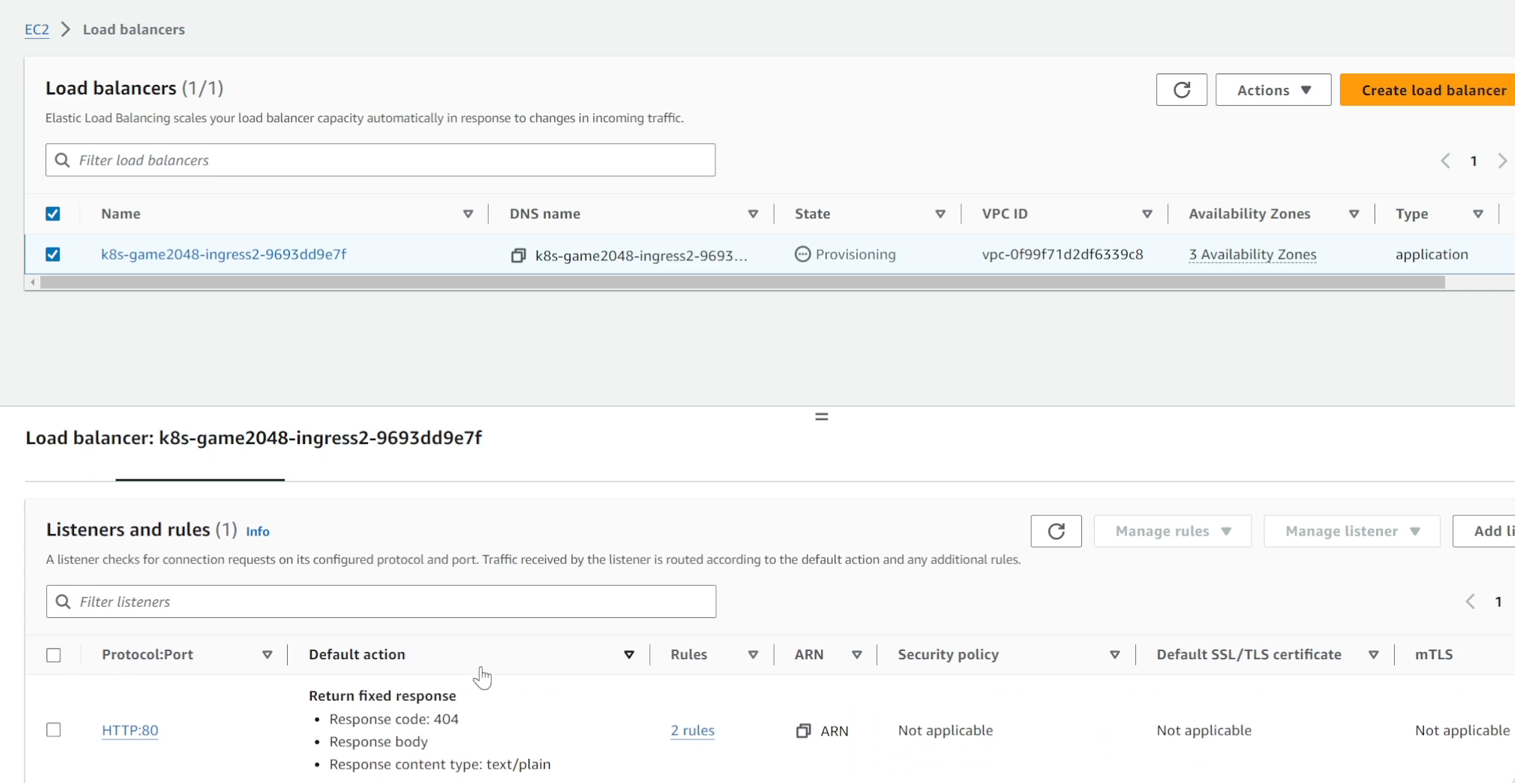 EC2 > Load balancers
Load balancers (1/1)
Actions
Create load balancer
Elastic Load Balancing scales your load balancer capacity automatically in response to changes in incoming traffic.
Filter load balancers
1
Name DNS name State VPC ID Availability Zones Type
k8s-game2048-ingress2-9693dd9e7f k8s-game2048-ingress2-9693... Provisioning vpc-0f99f71d2df6339c8 3 Availability Zones application
Load balancer: k8s-game2048-ingress2-9693dd9e7f
Listeners and rules (1) Info
Manage rules
Manage listener
Add li
A listener checks for connection requests on its configured protocol and port. Traffic received by the listener is routed according to the default action and any additional rules.
Filter listeners
1
Protocol:Port Default action Rules ARN Security policy Default SSL/TLS certificate mTLS
Return fixed response
• Response code: 404
HTTP:80 2 rules ARN Not applicable Not applicable Not applicable
• Response body
• Response content type: text/plain